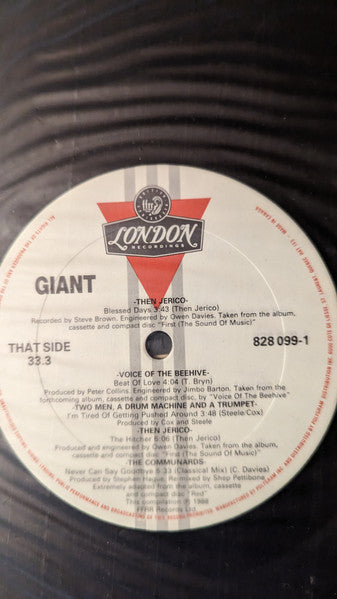 ffrr
LONDON
RECORDINGS
GIANT
THAT SIDE
33.3
828 099-1
-THEN JERICO-
Blessed Days 3:43 (Then Jerico)
Recorded by Steve Brown. Engineered by Owen Davies. Taken from the album,
cassette and compact disc "First (The Sound Of Music)"
-VOICE OF THE BEEHIVE-
Beat Of Love 4:04 (T. Bryn)
Produced by Peter Collins. Engineered by Jimbo Barton. Taken from the
forthcoming album, cassette and compact disc, by "Voice Of The Beehive"
-TWO MEN, A DRUM MACHINE AND A TRUMPET-
I'm Tired Of Getting Pushed Around 3:48 (Steele/Cox)
Produced by Cox and Steele
-THEN JERICO-
The Hitcher 5:06 (Then Jerico)
Produced and engineered by Owen Davies. Taken from the album,
cassette and compact disc "First (The Sound Of Music)"
-THE COMMUNARDS-
Never Can Say Goodbye 5:33 (Classical Mix) (C. Davies)
Produced by Stephen Hague. Re-mixed by Shep Pettibone
Extremely adapted from the album, cassette
and compact disc "Red"
This compilation ℗ 1988
FFRR Records Ltd
MADE IN CANADA